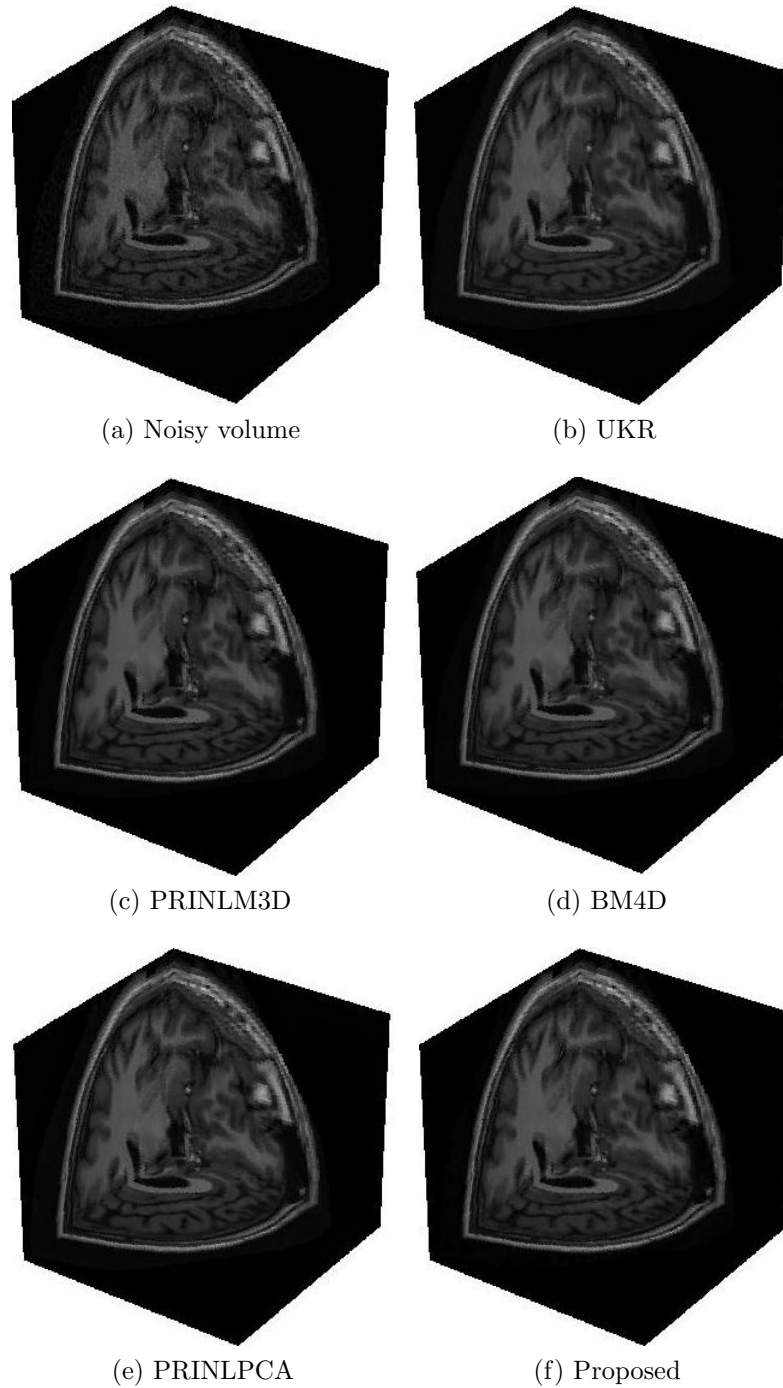 (a) Noisy volume
(b) UKR
(c) PRINLM3D
(d) BM4D
(e) PRINLPCA
(f) Proposed